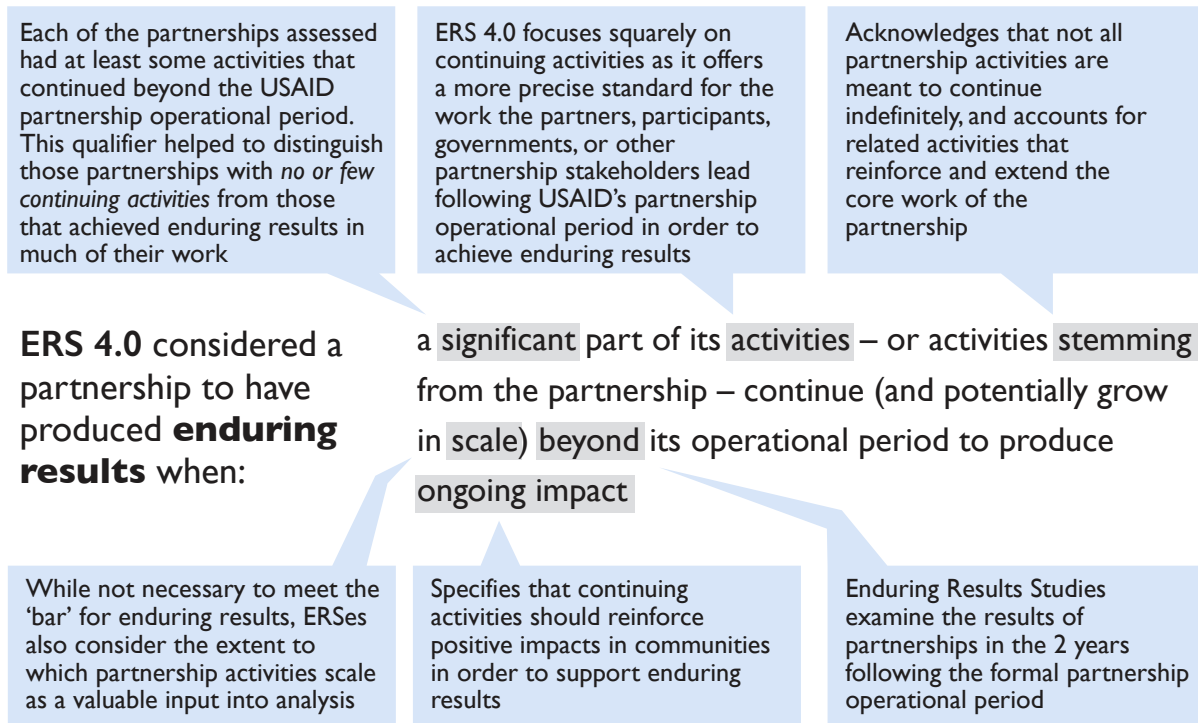 Each of the partnerships assessed
had at least some activities that
continued beyond the USAID
partnership operational period.
This qualifier helped to distinguish
those partnerships with no or few
continuing activities from those
that achieved enduring results in
much of their work
ERS 4.0 focuses squarely on
continuing activities as it offers
a more precise standard for the
work the partners, participants,
governments, or other
partnership stakeholders lead
following USAID’s partnership
operational period in order to
achieve enduring results
Acknowledges that not all
partnership activities are
meant to continue
indefinitely, and accounts for
related activities that
reinforce and extend the
core work of the
partnership
ERS 4.0 considered a
partnership to have
produced enduring
results when:
a significant part of its activities – or activities stemming
from the partnership – continue (and potentially grow
in scale) beyond its operational period to produce
ongoing impact
While not necessary to meet the
‘bar’ for enduring results, ERSes
also consider the extent to
which partnership activities scale
as a valuable input into analysis
Specifies that continuing
activities should reinforce
positive impacts in communities
in order to support enduring
results
Enduring Results Studies
examine the results of
partnerships in the 2 years
following the formal partnership
operational period